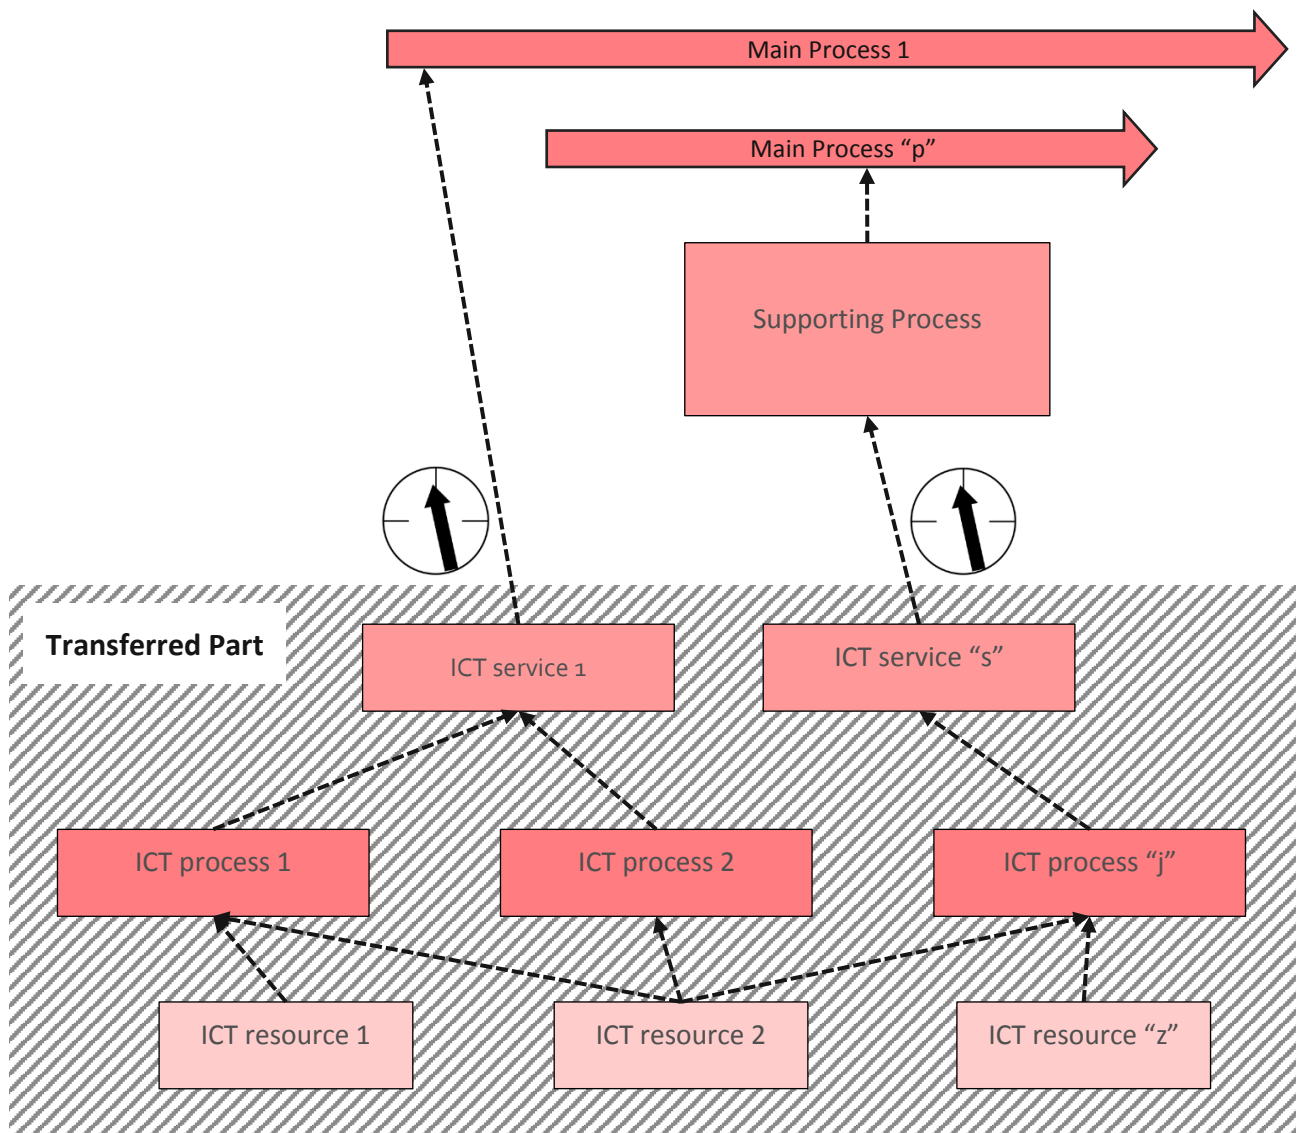 Main Process 1
Main Process “p”
Supporting Process
Transferred Part
ICT service 1
ICT service “s”
ICT process 1
ICT process 2
ICT process “j”
ICT resource 1
ICT resource 2
ICT resource “z”